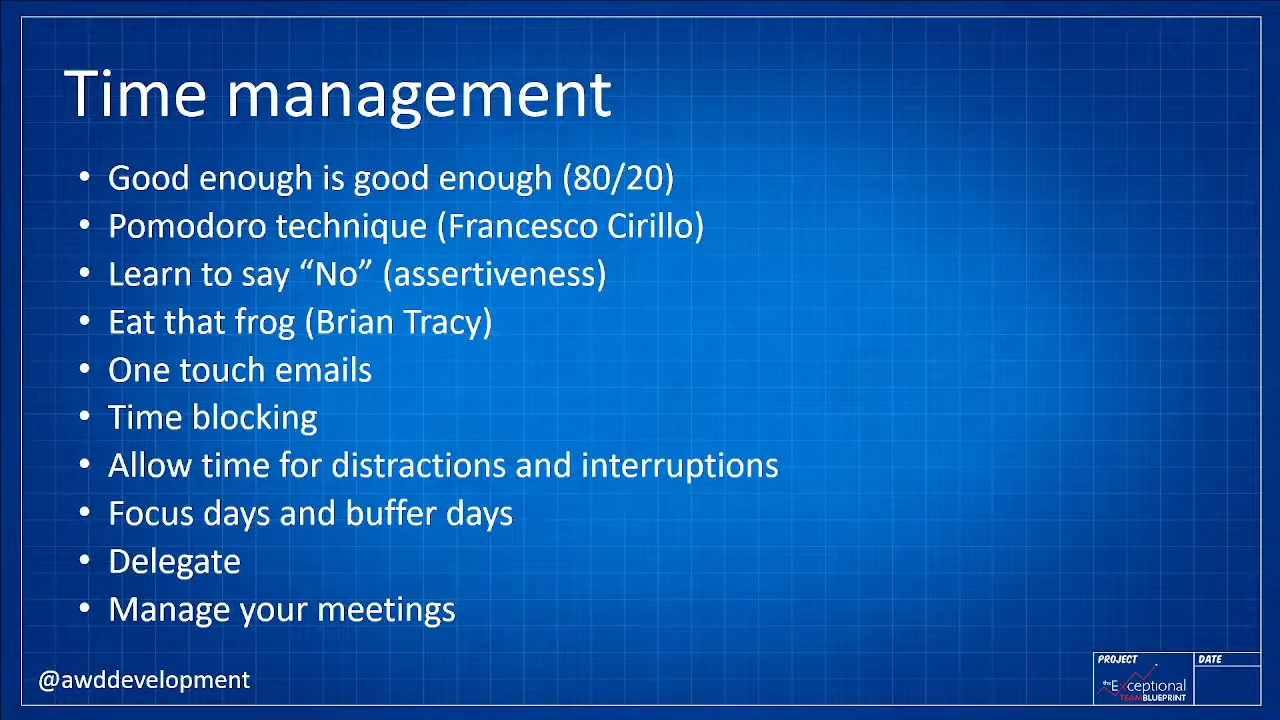 Time management
• Good enough is good enough (80/20)
• Pomodoro technique (Francesco Cirillo)
• Learn to say “No” (assertiveness)
• Eat that frog (Brian Tracy)
• One touch emails
• Time blocking
• Allow time for distractions and interruptions
• Focus days and buffer days
• Delegate
• Manage your meetings
@awddevelopment
PROJECT
DATE
the Exceptional
TEAMBLUEPRINT